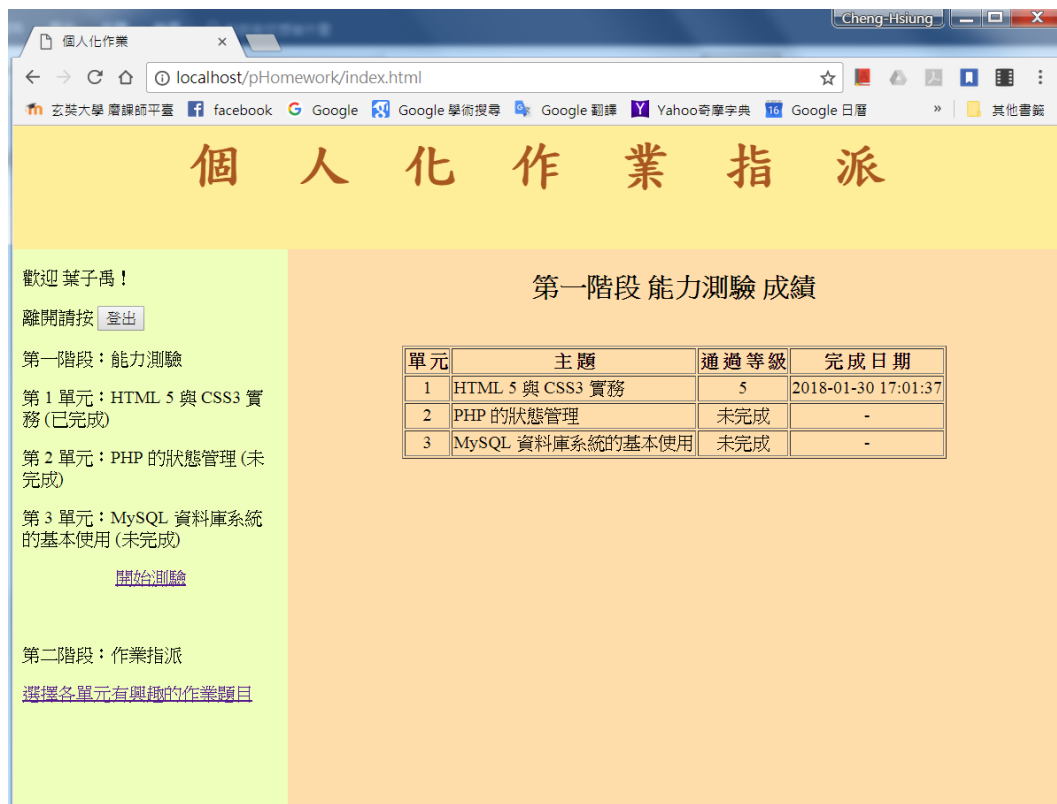 Cheng-Hsiung
個人化作業
localhost/pHomework/index.html
玄奘大學 磨課師平臺 facebook Google Google 學術搜尋 Google 翻譯 Yahoo奇摩字典 16 Google 日曆 » 其他書籤
個人化作業指派
歡迎 葉子禹！
離開請按 登出
第一階段：能力測驗
第 1 單元：HTML 5 與 CSS3 實
務 (已完成)
第 2 單元：PHP 的狀態管理 (未
完成)
第 3 單元：MySQL 資料庫系統
的基本使用 (未完成)
開始測驗
第二階段：作業指派
選擇各單元有興趣的作業題目
第一階段 能力測驗 成績
單元 主題 通過等級 完成日期
1 HTML 5 與 CSS3 實務 5 2018-01-30 17:01:37
2 PHP 的狀態管理 未完成 -
3 MySQL 資料庫系統的基本使用 未完成 -